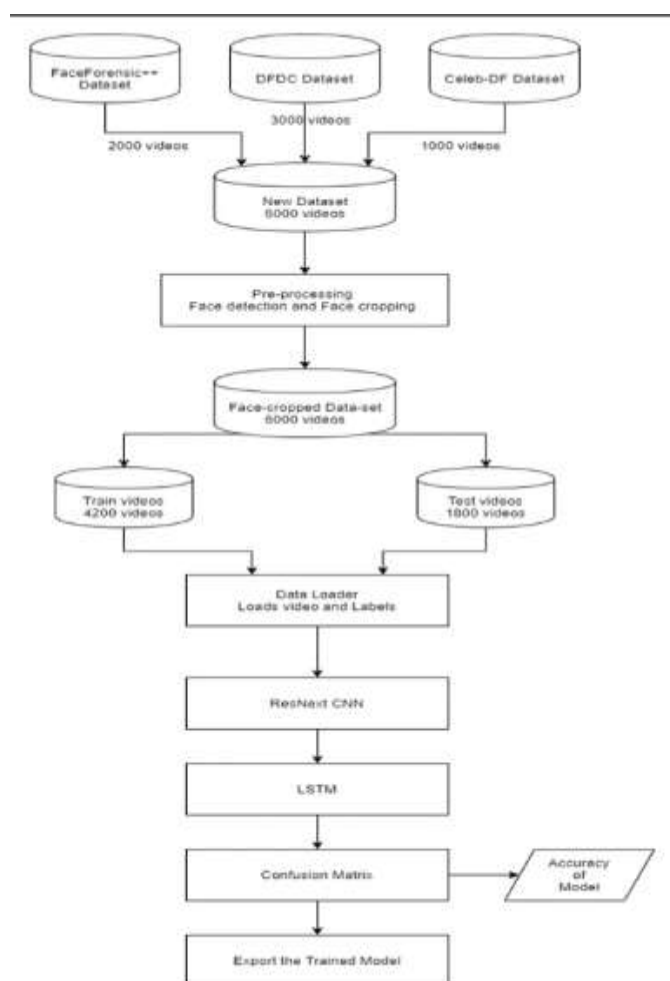 FaceForensic++
Dataset
DFDC Dataset
Celeb-DF Dataset
2000 videos
3000 videos
1000 videos
New Dataset
6000 videos
Pre-processing
Face detection and Face cropping
Face-cropped Data-set
6000 videos
Train videos
4200 videos
Test videos
1800 videos
Data Loader
Loads video and Labels
ResNext CNN
LSTM
Confusion Matrix
Accuracy
of
Model
Export the Trained Model